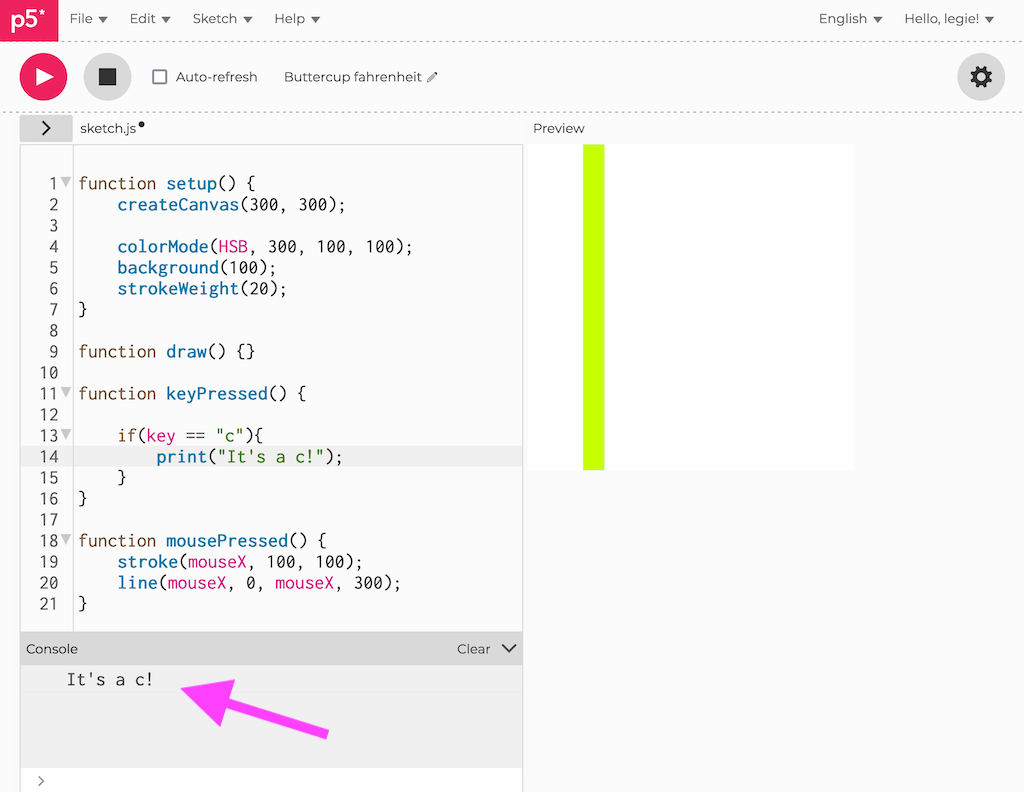 p5* File Edit Sketch Help English Hello, legie!
Auto-refresh Buttercup fahrenheit
> sketch.js• Preview
1 function setup() {
2     createCanvas(300, 300);
3
4     colorMode(HSB, 300, 100, 100);
5     background(100);
6     strokeWeight(20);
7 }
8
9 function draw() {}
10
11 function keyPressed() {
12
13     if(key == "c"){
14         print("It's a c!");
15     }
16 }
17
18 function mousePressed() {
19     stroke(mouseX, 100, 100);
20     line(mouseX, 0, mouseX, 300);
21 }
Console Clear
It's a c!
>